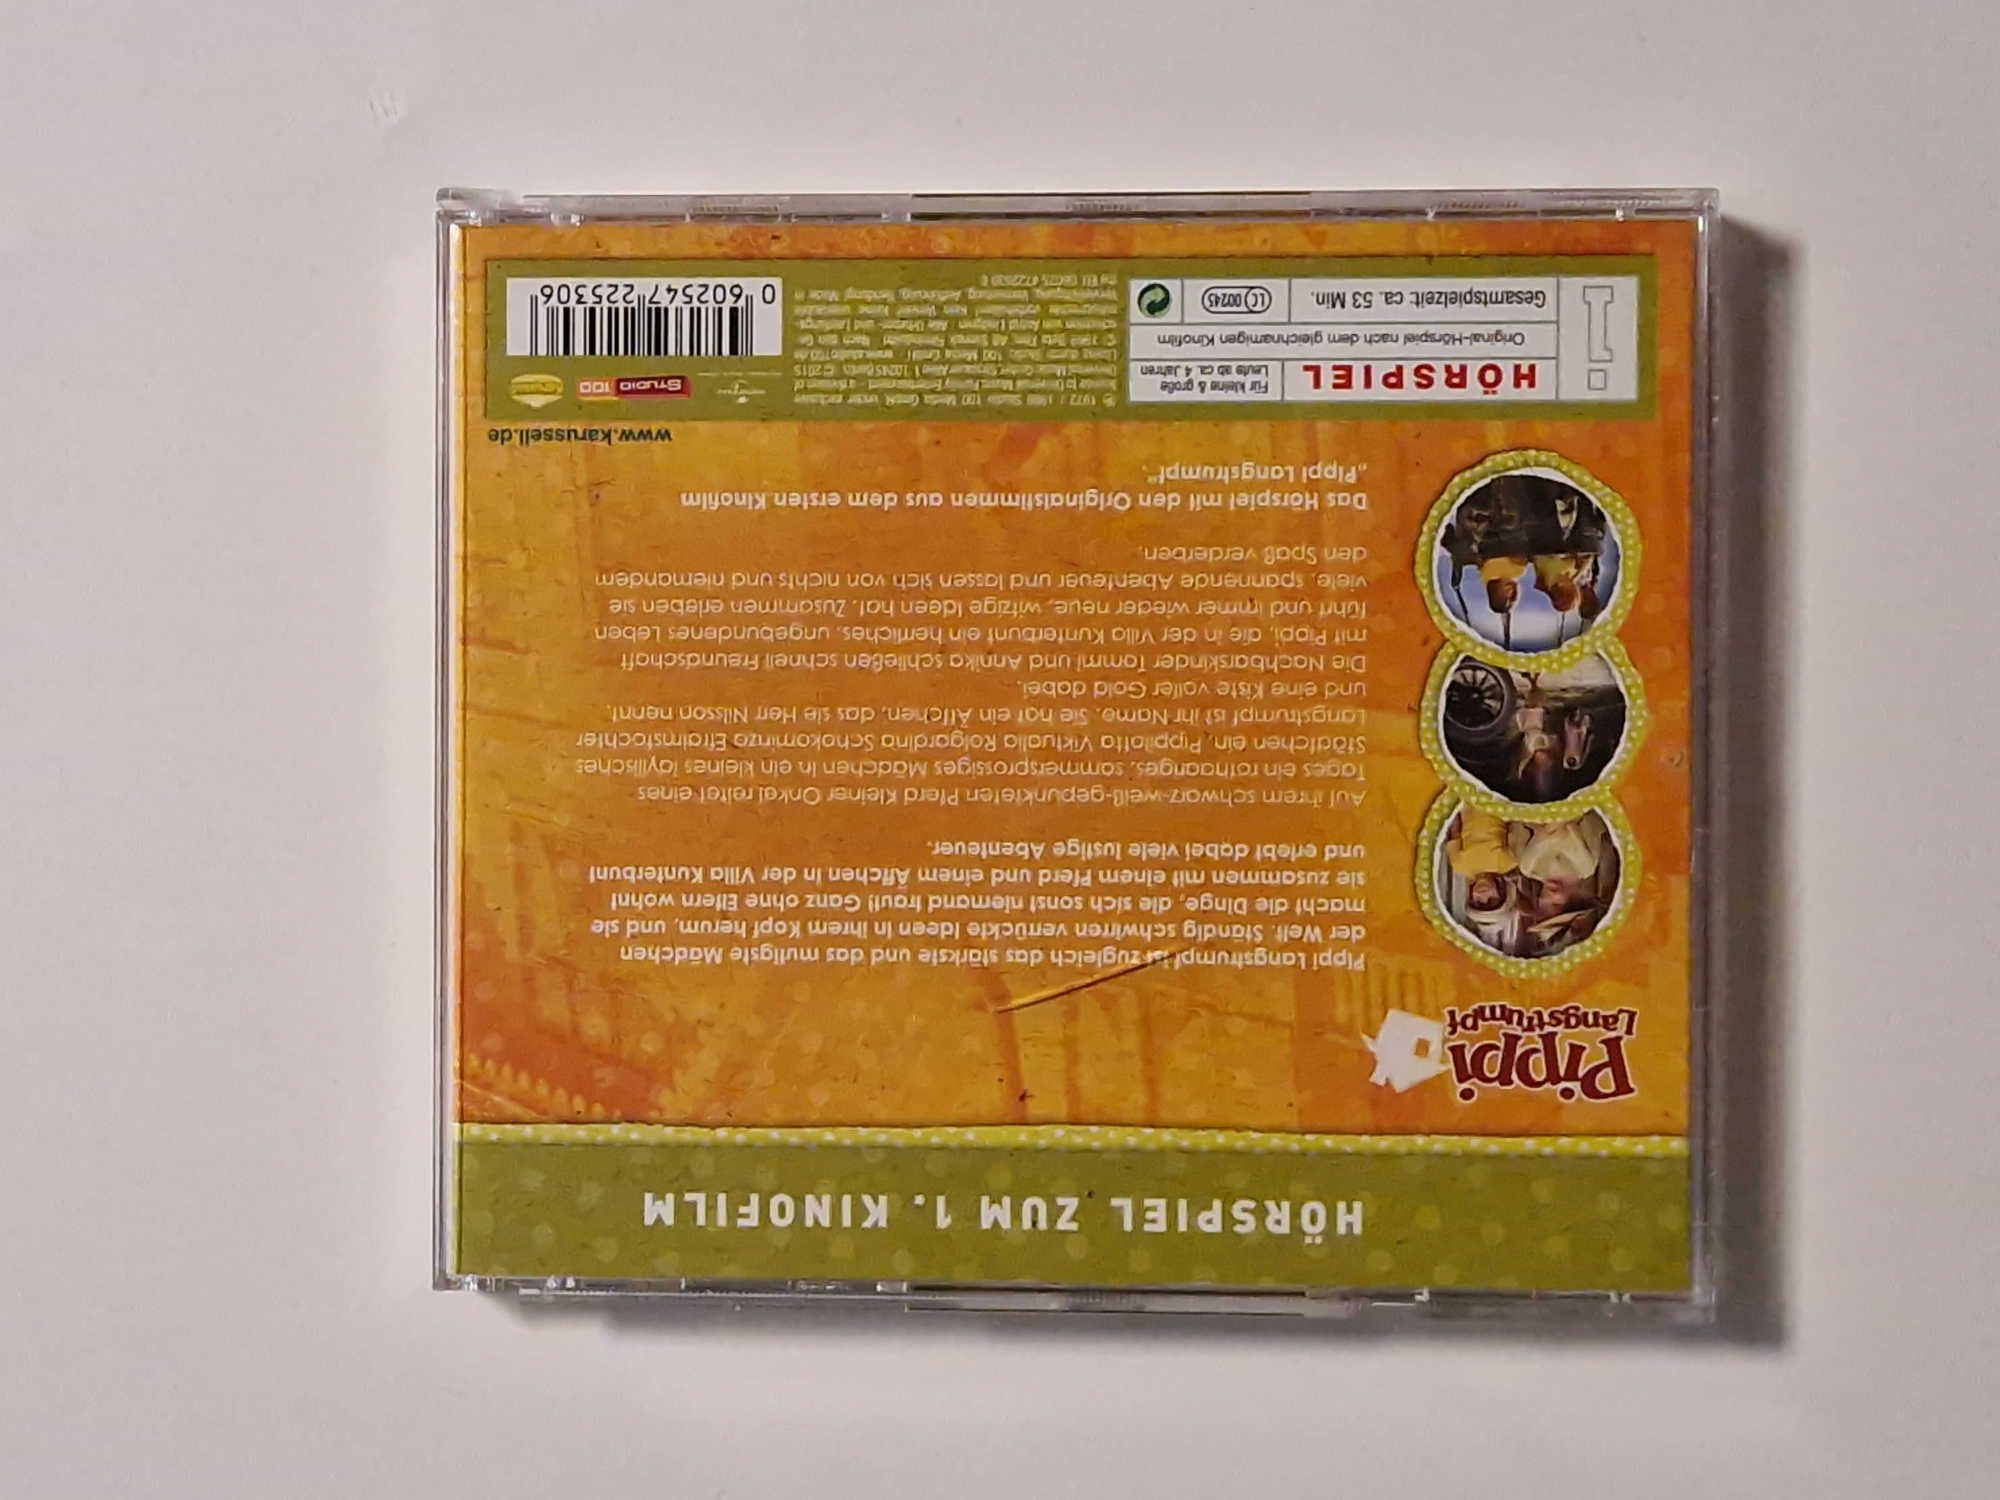 HÖRSPIEL ZUM 1. KINOFILM
Pippi
Langstrumpf
Pippi Langstrumpf ist zugleich das stärkste und das mutigste Mädchen
der Welt. Ständig schwirren verrückte Ideen in ihrem Kopf herum, und sie
macht die Dinge, die sich sonst niemand traut! Ganz ohne Eltern wohnt
sie zusammen mit einem Pferd und einem Äffchen in der Villa Kunterbunt
und erlebt dabei viele lustige Abenteuer.
Auf ihrem schwarz-weiß-gepunkteten Pferd Kleiner Onkel reitet eines
Tages ein rothaariges, sommersprossiges Mädchen in ein kleines idyllisches
Städtchen ein. Pippilotta Viktualia Rolgardina Schokominza Efraimstochter
Langstrumpf ist ihr Name. Sie hat ein Äffchen, das sie Herr Nilsson nennt,
und eine Kiste voller Gold dabei.
Die Nachbarskinder Tommi und Annika schließen schnell Freundschaft
mit Pippi, die in der Villa Kunterbunt ein herrliches, ungebundenes Leben
führt und immer wieder neue, witzige Ideen hat. Zusammen erleben sie
viele, spannende Abenteuer und lassen sich von nichts und niemandem
den Spaß verderben.
Das Hörspiel mit den Originalstimmen aus dem ersten Kinofilm
„Pippi Langstrumpf".
www.karussell.de
HÖRSPIEL
Für kleine & große
Leute ab ca. 4 Jahren
Original-Hörspiel nach dem gleichnamigen Kinofilm
Gesamtspielzeit: ca. 53 Min.
LC 00245
STUDIO 100
0 602547 225306